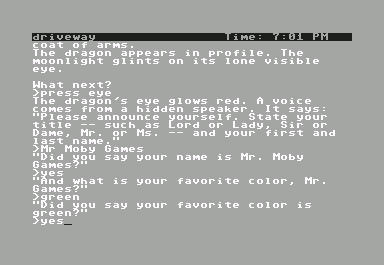 driveway Time: 7:01 PM
coat of arms.
The dragon appears in profile. The
moonlight glints on its lone visible
eye.
What next?
>press eye
The dragon's eye glows red. A voice
comes from a hidden speaker. It says:
"Please announce yourself. State your
title -- such as Lord or Lady, Sir or
Dame, Mr. or Ms. -- and your first and
last name."
>Mr Moby Games
"Did you say your name is Mr. Moby
Games?"
>yes
"And what is your favorite color, Mr.
Games?"
>green
"Did you say your favorite color is
green?"
>yes_